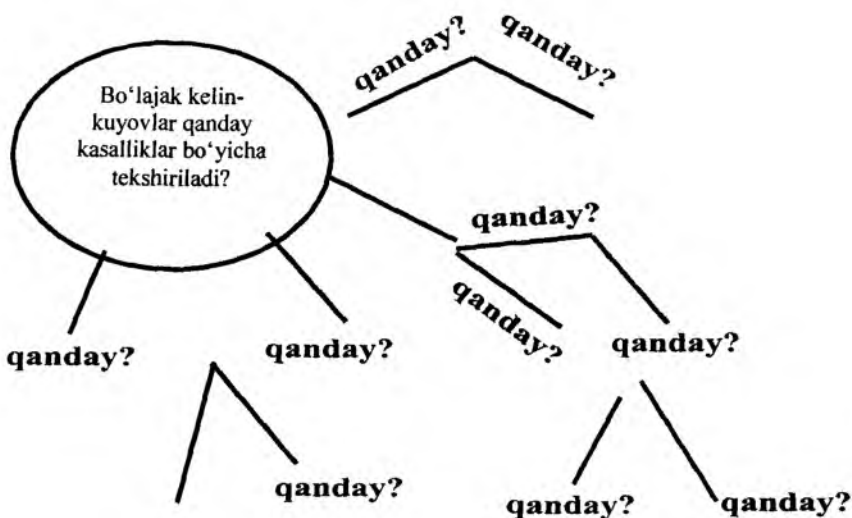 qanday?
qanday?
Bo‘lajak kelin-
kuyovlar qanday
kasalliklar bo‘yicha
tekshiriladi?
qanday?
qanday?
qanday?
qanday?
qanday?
qanday?
qanday?
qanday?